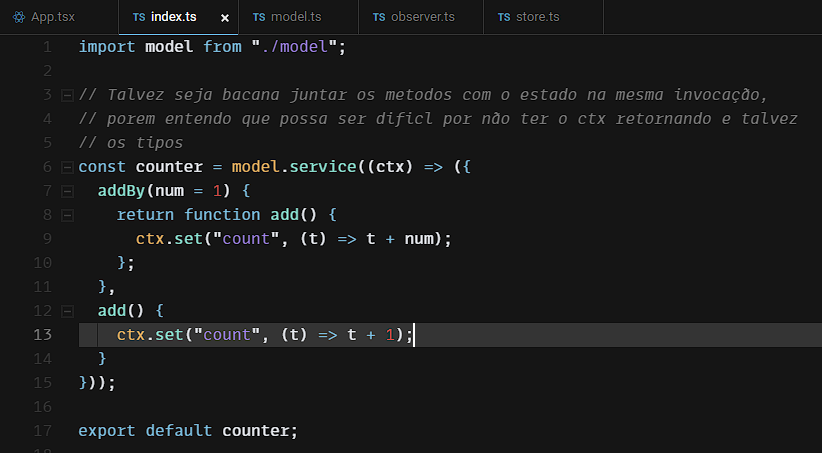 App.tsx TS index.ts × TS model.ts TS observer.ts TS store.ts
1 import model from "./model";
2
3 // Talvez seja bacana juntar os metodos com o estado na mesma invocação,
4 // porem entendo que possa ser dificl por não ter o ctx retornando e talvez
5 // os tipos
6 const counter = model.service((ctx) => ({
7 addBy(num = 1) {
8 return function add() {
9 ctx.set("count", (t) => t + num);
10 };
11 },
12 add() {
13 ctx.set("count", (t) => t + 1);
14 }
15 }));
16
17 export default counter;
18